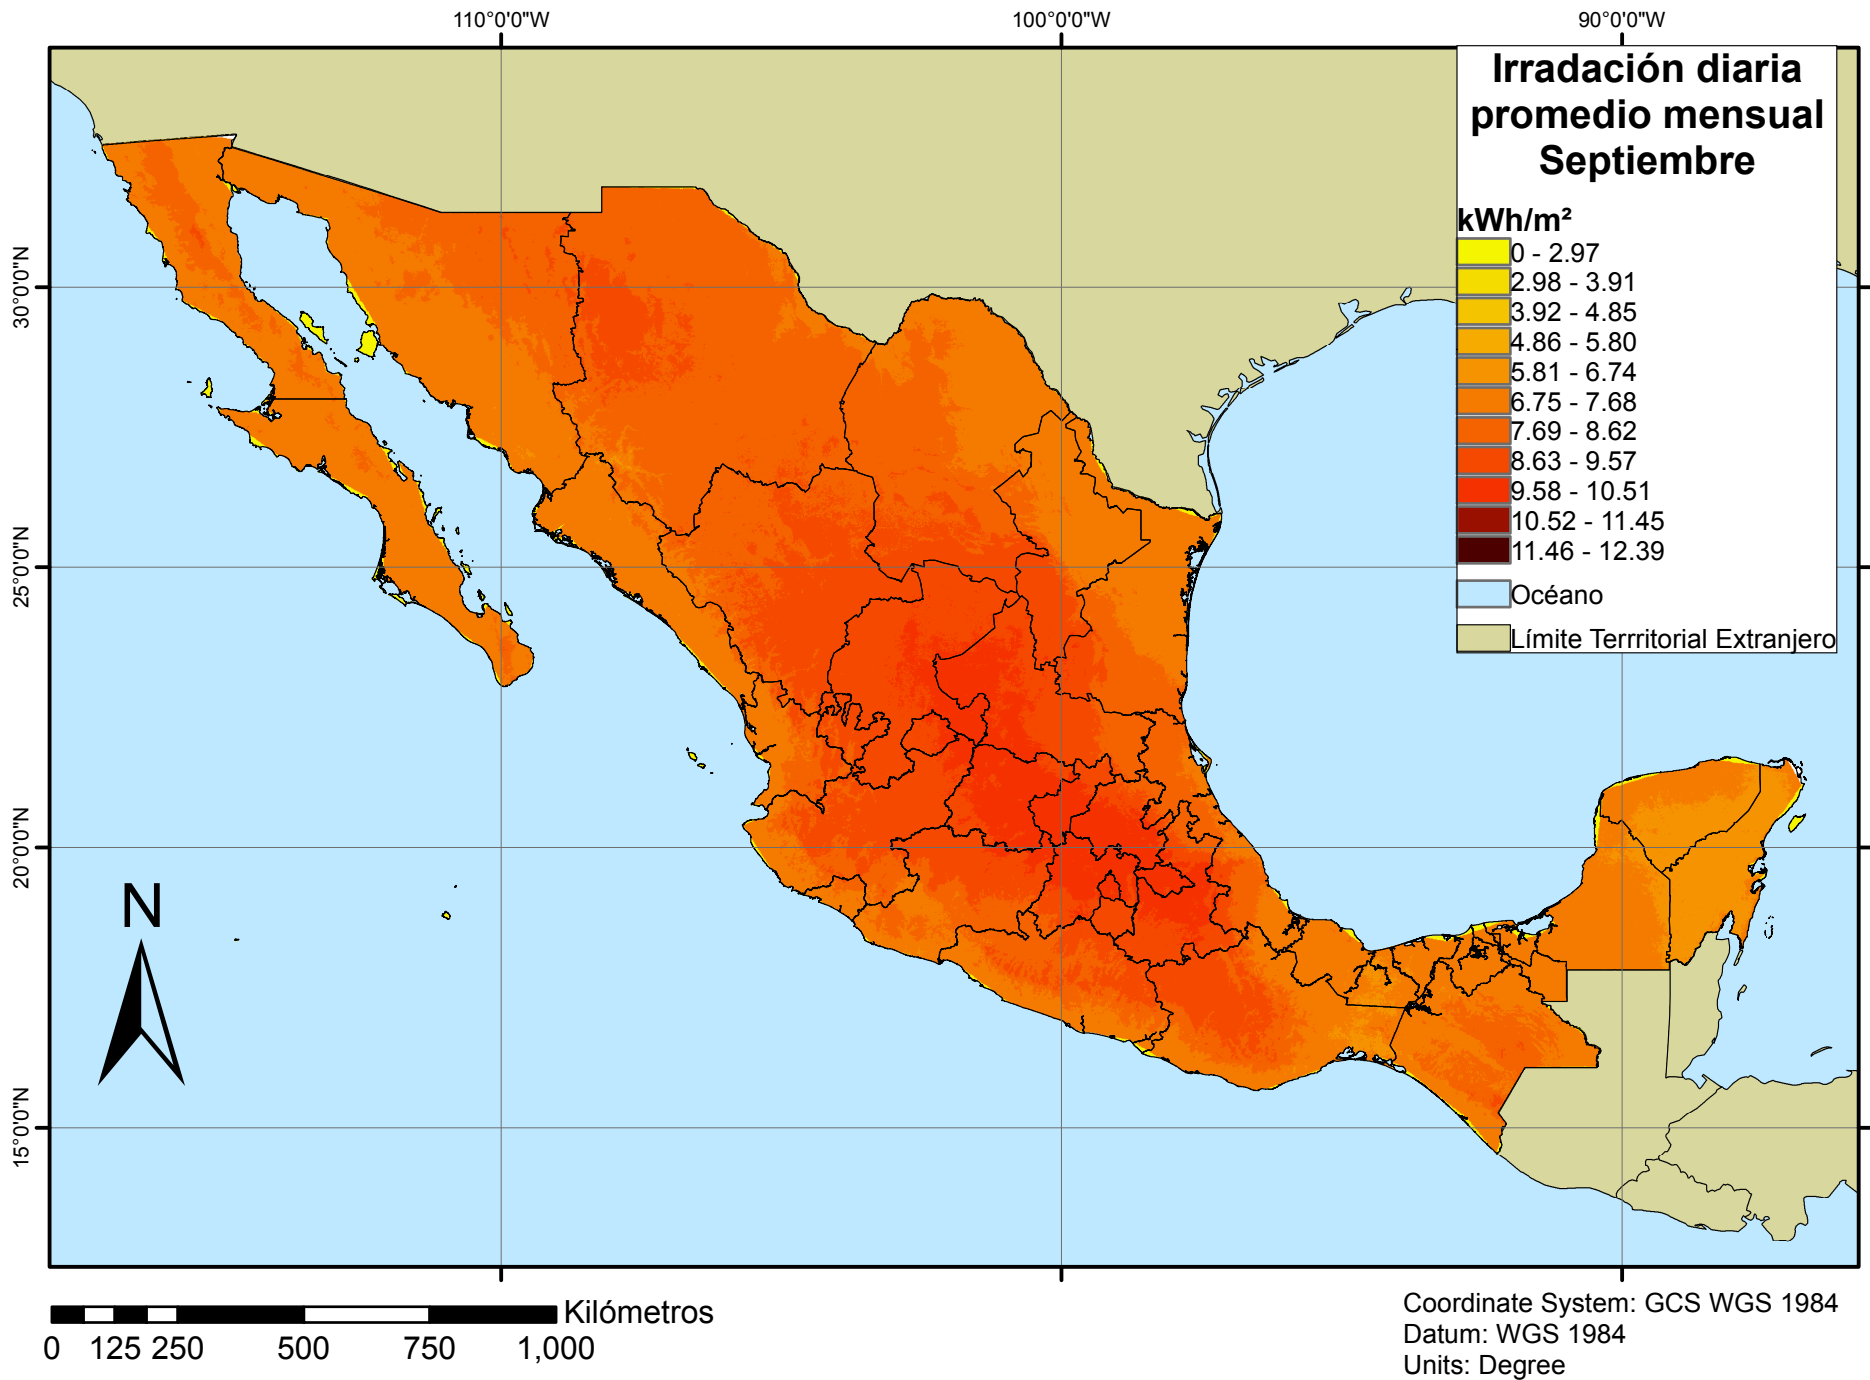 110°0'0"W
100°0'0"W
90°0'0"W
Irradación diaria
promedio mensual
Septiembre
kWh/m²
0 - 2.97
2.98 - 3.91
3.92 - 4.85
4.86 - 5.80
5.81 - 6.74
6.75 - 7.68
7.69 - 8.62
8.63 - 9.57
9.58 - 10.51
10.52 - 11.45
11.46 - 12.39
Océano
Límite Terrritorial Extranjero
30°0'0"N
25°0'0"N
20°0'0"N
15°0'0"N
N
Kilómetros
0 125 250 500 750 1,000
Coordinate System: GCS WGS 1984
Datum: WGS 1984
Units: Degree